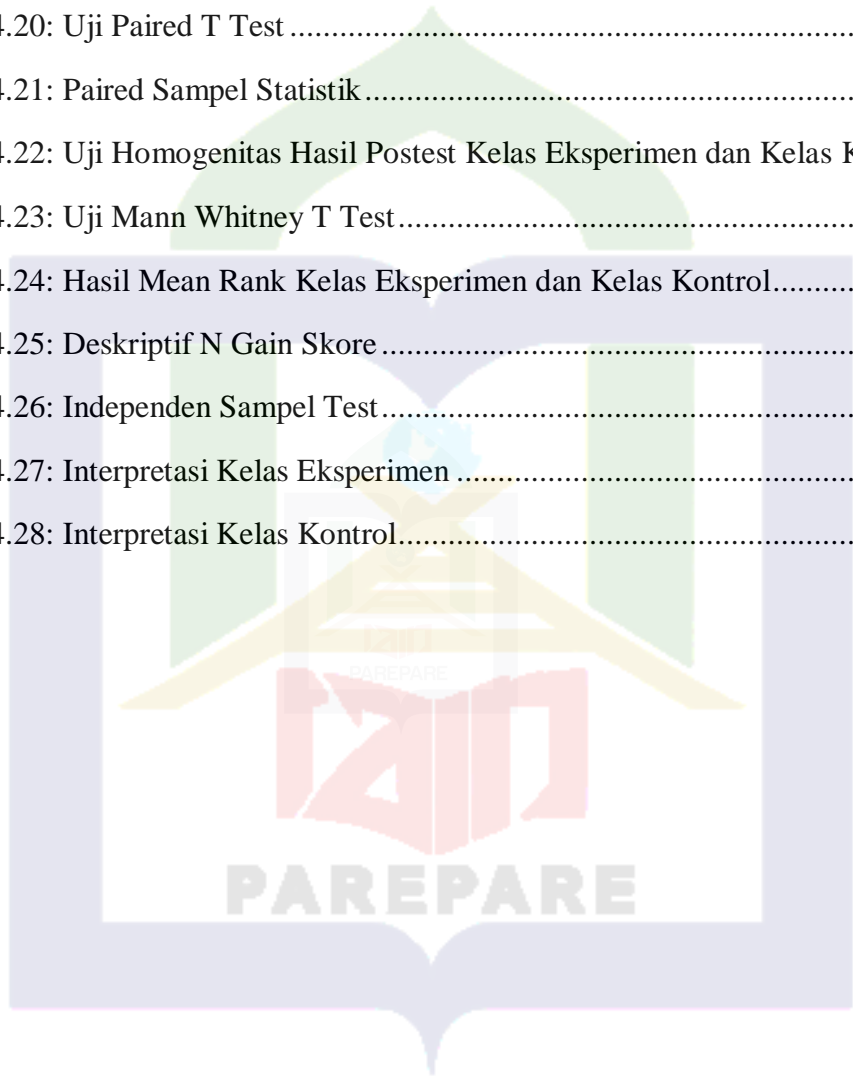 4.20: Uji Paired T Test ..........................................................................
4.21: Paired Sampel Statistik ...............................................................
4.22: Uji Homogenitas Hasil Postest Kelas Eksperimen dan Kelas K
4.23: Uji Mann Whitney T Test ..........................................................
4.24: Hasil Mean Rank Kelas Eksperimen dan Kelas Kontrol ...........
4.25: Deskriptif N Gain Skore ............................................................
4.26: Independen Sampel Test ............................................................
4.27: Interpretasi Kelas Eksperimen ...................................................
4.28: Interpretasi Kelas Kontrol ..........................................................
iain
PAREPARE
iain
PAREPARE